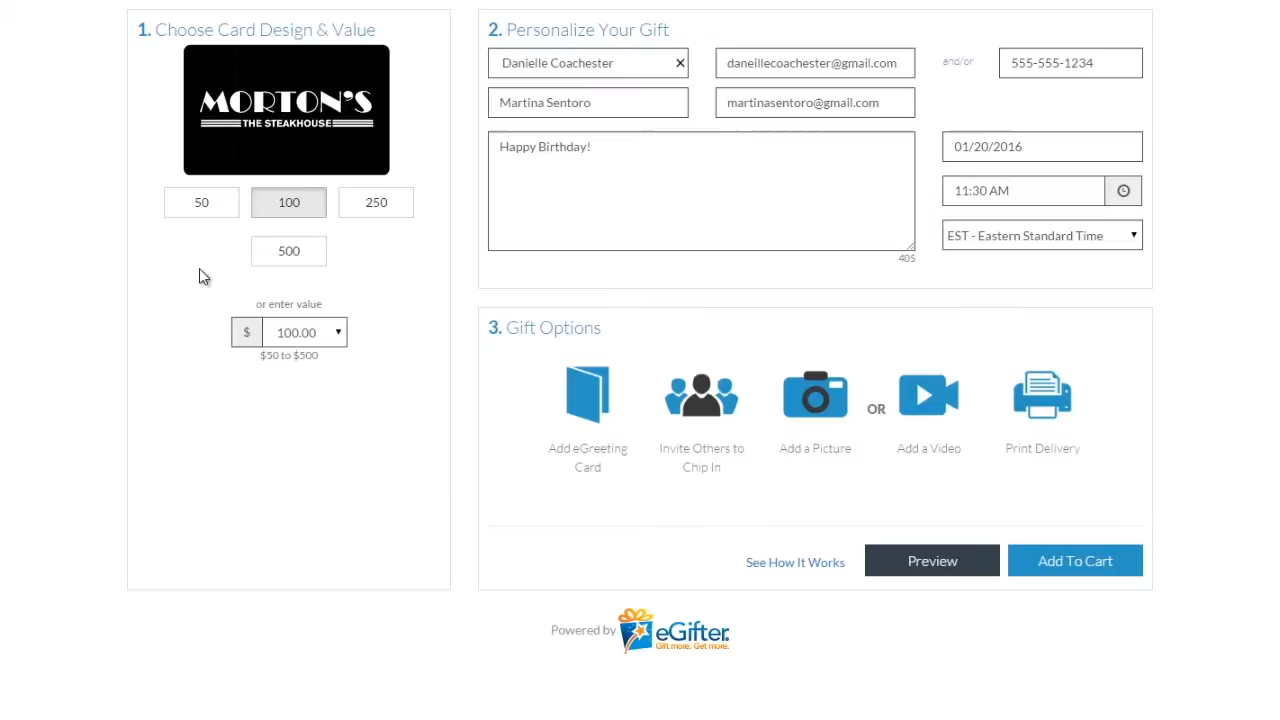 1. Choose Card Design & Value
MORTON'S
THE STEAKHOUSE
50
100
250
500
or enter value
$ 100.00
$50 to $500
2. Personalize Your Gift
Danielle Coachester ✕
daneillecoachester@gmail.com
and/or
555-555-1234
Martina Sentoro
martinasentoro@gmail.com
Happy Birthday!
405
01/20/2016
11:30 AM
EST - Eastern Standard Time
3. Gift Options
Add eGreeting
Card
Invite Others to
Chip In
Add a Picture
OR
Add a Video
Print Delivery
See How It Works
Preview
Add To Cart
Powered by
eGifter.
Gift more. Get more.